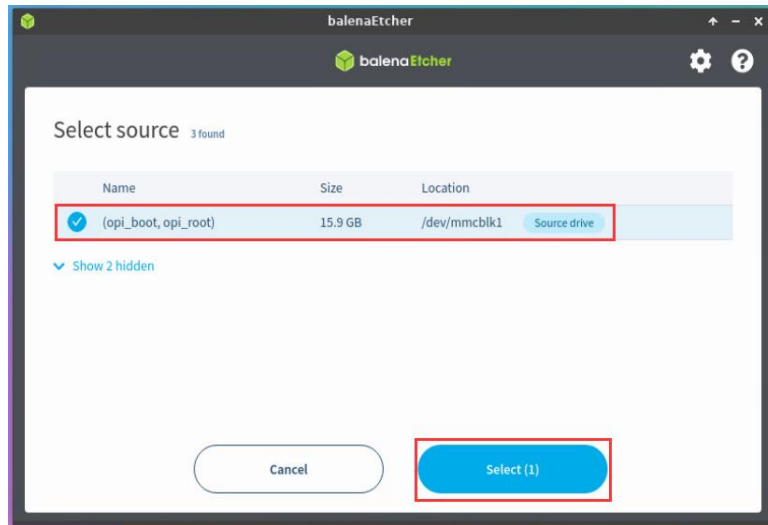 balenaEtcher
balenaEtcher
Select source 3 found
Name Size Location
(opi_boot, opi_root) 15.9 GB /dev/mmcblk1 Source drive
Show 2 hidden
Cancel Select (1)